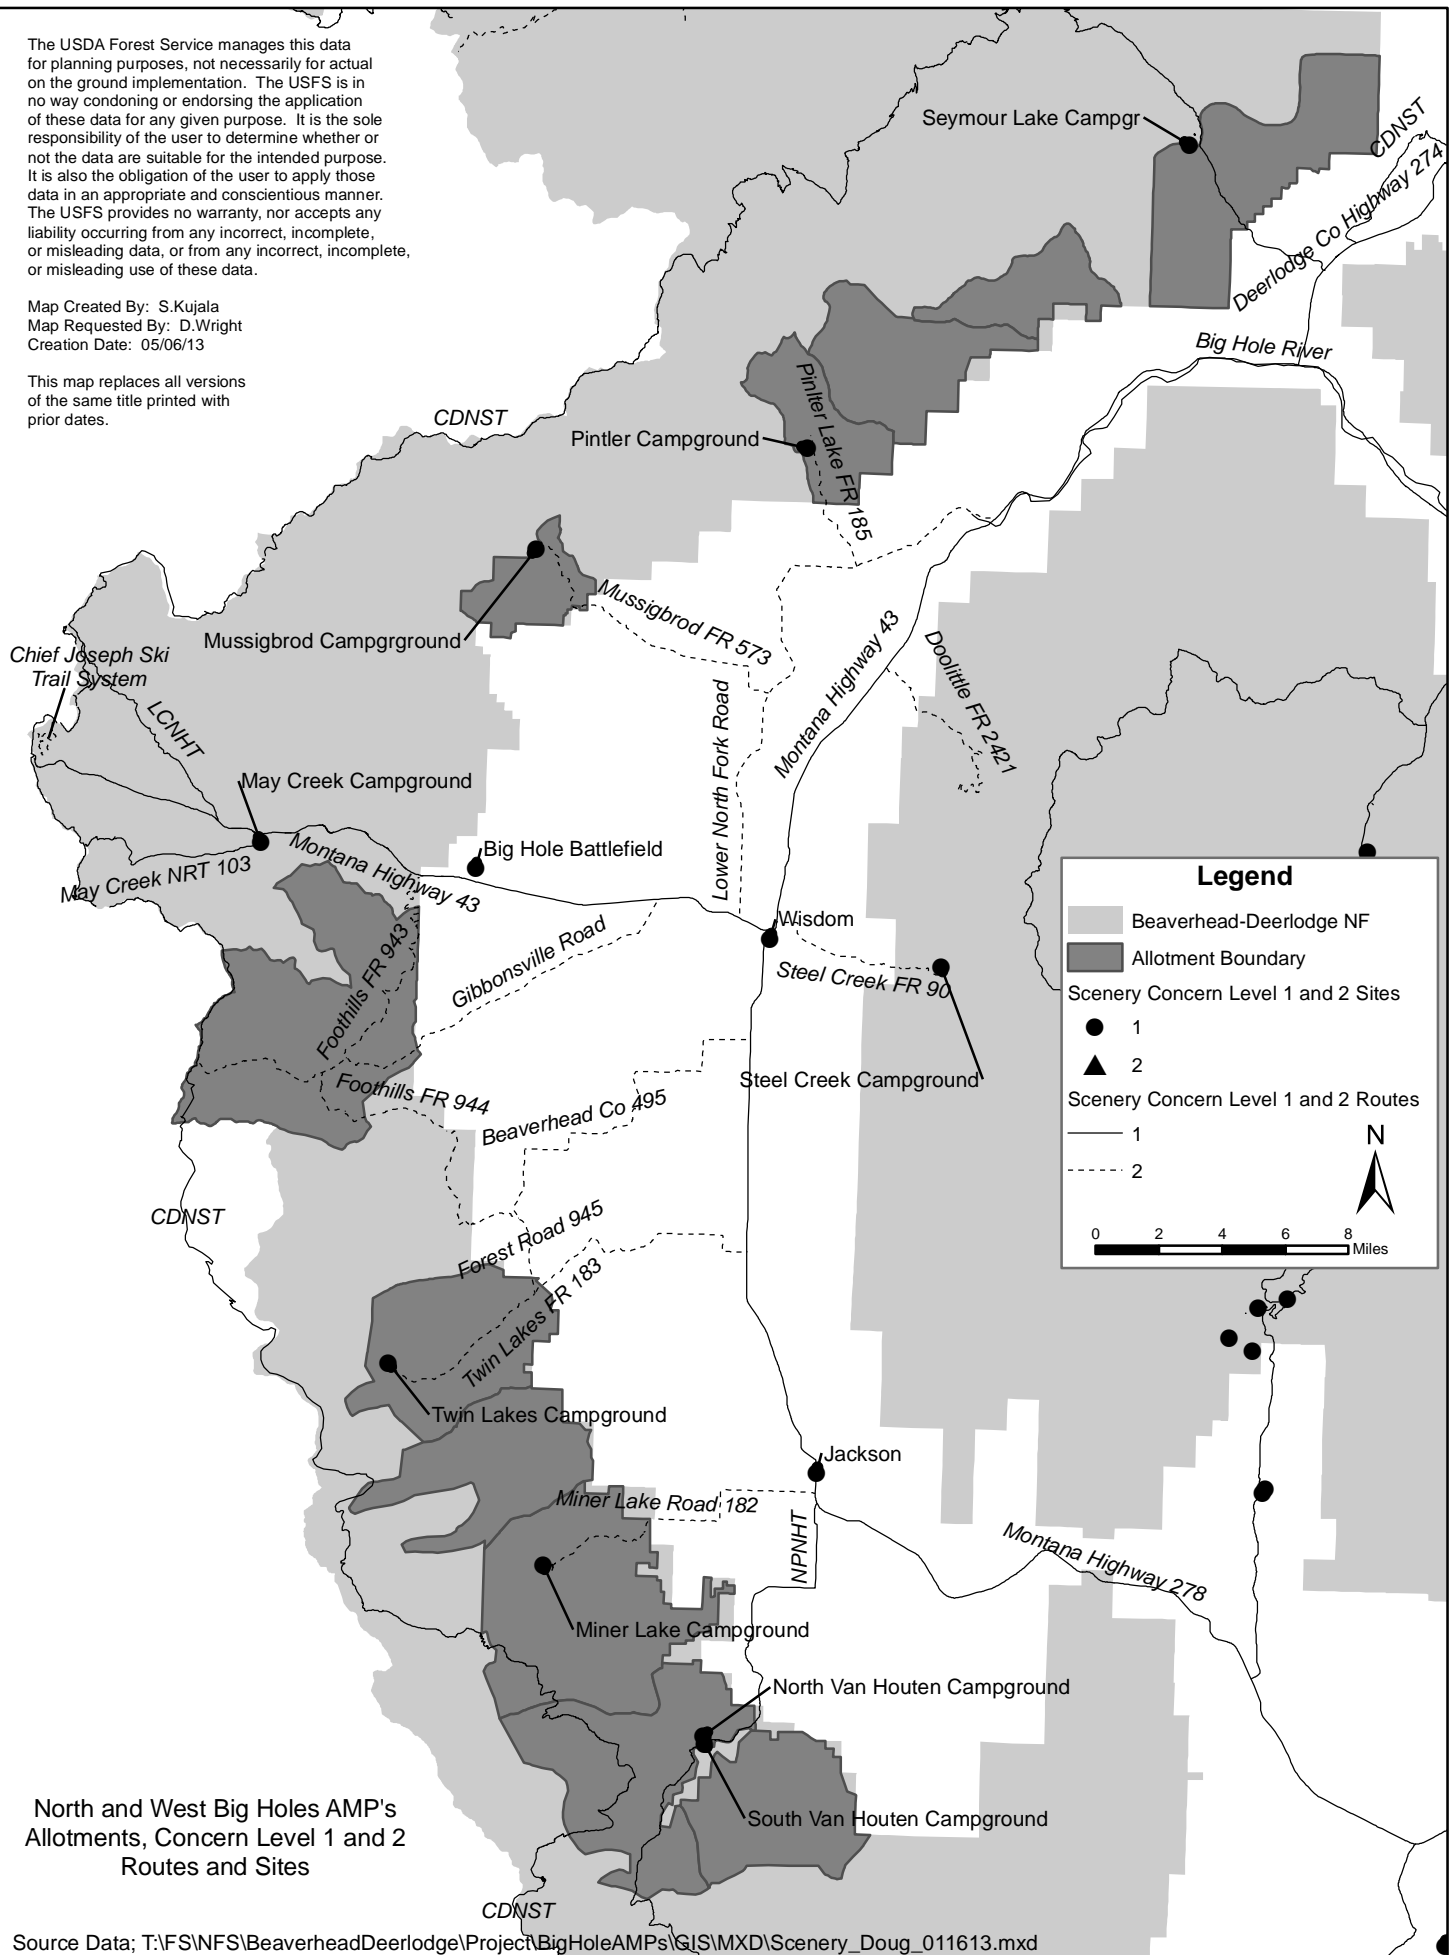 The USDA Forest Service manages this data
for planning purposes, not necessarily for actual
on the ground implementation.  The USFS is in
no way condoning or endorsing the application
of these data for any given purpose.  It is the sole
responsibility of the user to determine whether or
not the data are suitable for the intended purpose.
It is also the obligation of the user to apply those
data in an appropriate and conscientious manner.
The USFS provides no warranty, nor accepts any
liability occurring from any incorrect, incomplete,
or misleading data, or from any incorrect, incomplete,
or misleading use of these data.
Map Created By:  S.Kujala
Map Requested By:  D.Wright
Creation Date:  05/06/13
This map replaces all versions
of the same title printed with
prior dates.
Seymour Lake Campgr
CDNST
Deerlodge Co Highway 274
Big Hole River
CDNST
Pintler Campground
Pinlter Lake FR 185
Mussigbrod Campgrground
Mussigbrod FR 573
Chief Joseph Ski
Trail System
LCNHT
Lower North Fork Road
Montana Highway 43
Doolittle FR 2421
May Creek Campground
May Creek NRT 103
Montana Highway 43
Big Hole Battlefield
Wisdom
Foothills FR 943
Gibbonsville Road
Steel Creek FR 90
Steel Creek Campground
Foothills FR 944
Beaverhead Co 495
CDNST
Forest Road 945
Twin Lakes FR 183
Twin Lakes Campground
Jackson
Miner Lake Road 182
NPNHT
Montana Highway 278
Miner Lake Campground
North Van Houten Campground
South Van Houten Campground
CDNST
Legend
Beaverhead-Deerlodge NF
Allotment Boundary
Scenery Concern Level 1 and 2 Sites
1
2
Scenery Concern Level 1 and 2 Routes
1
2
N
0 2 4 6 8
Miles
North and West Big Holes AMP's
Allotments, Concern Level 1 and 2
Routes and Sites
Source Data; T:\FS\NFS\BeaverheadDeerlodge\Project\BigHoleAMPs\GIS\MXD\Scenery_Doug_011613.mxd